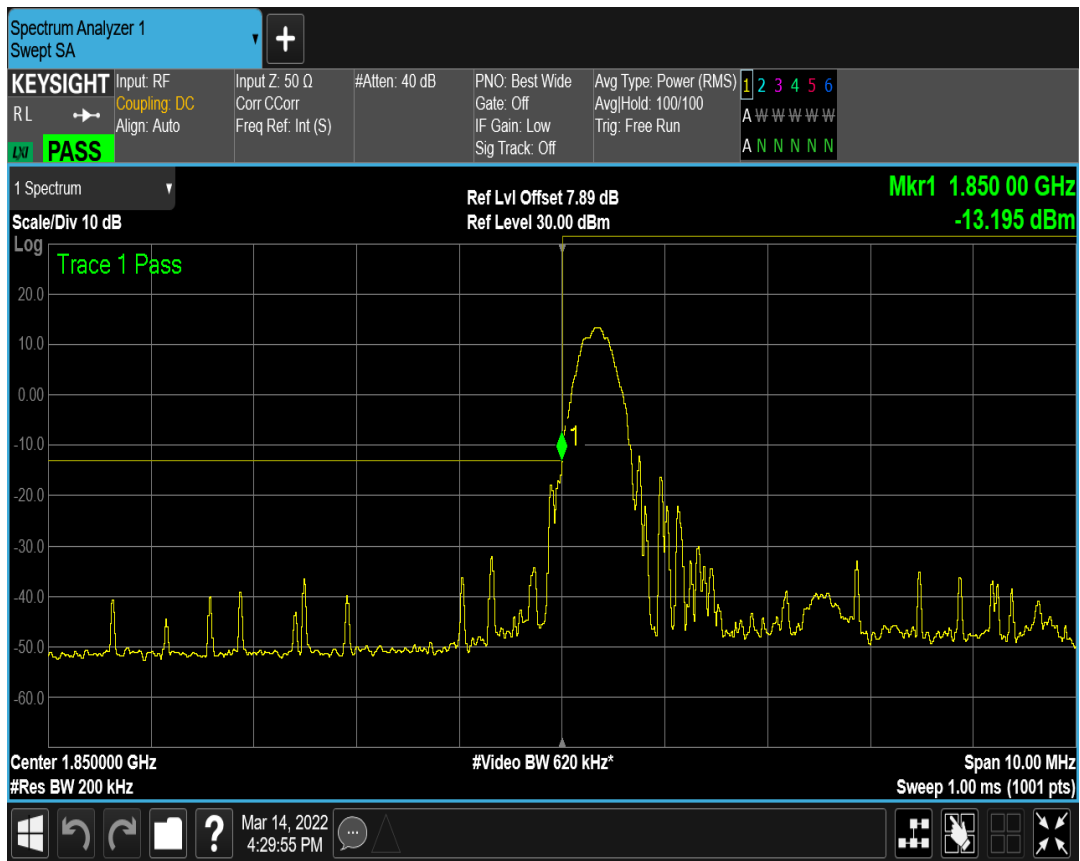 Spectrum Analyzer 1
Swept SA
+
KEYSIGHT Input: RF Input Z: 50 Ω #Atten: 40 dB PNO: Best Wide Avg Type: Power (RMS) 1 2 3 4 5 6
RL Coupling: DC Corr CCorr Gate: Off Avg|Hold: 100/100 A W W W W W
Align: Auto Freq Ref: Int (S) IF Gain: Low Trig: Free Run
LXI PASS Sig Track: Off A N N N N N
1 Spectrum Ref Lvl Offset 7.89 dB Mkr1 1.850 00 GHz
Scale/Div 10 dB Ref Level 30.00 dBm -13.195 dBm
Log
Trace 1 Pass
20.0
10.0
0.00
-10.0
1
-20.0
-30.0
-40.0
-50.0
-60.0
Center 1.850000 GHz #Video BW 620 kHz* Span 10.00 MHz
#Res BW 200 kHz Sweep 1.00 ms (1001 pts)
? Mar 14, 2022
4:29:55 PM